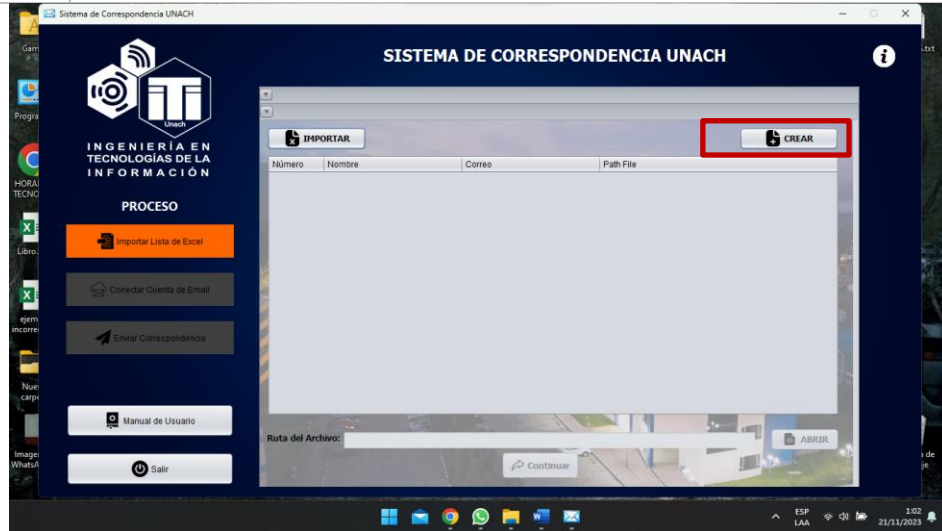 Sistema de Correspondencia UNACH
SISTEMA DE CORRESPONDENCIA UNACH
i
iTi
Unach
INGENIERÍA EN
TECNOLOGÍAS DE LA
INFORMACIÓN
PROCESO
Importar Lista de Excel
Conectar Cuenta de Email
Enviar Correspondencia
Manual de Usuario
Salir
IMPORTAR
CREAR
Número Nombre Correo Path File
Ruta del Archivo:
ABRIR
Continuar
Libro
ESP
LAA
1:02
21/11/2023